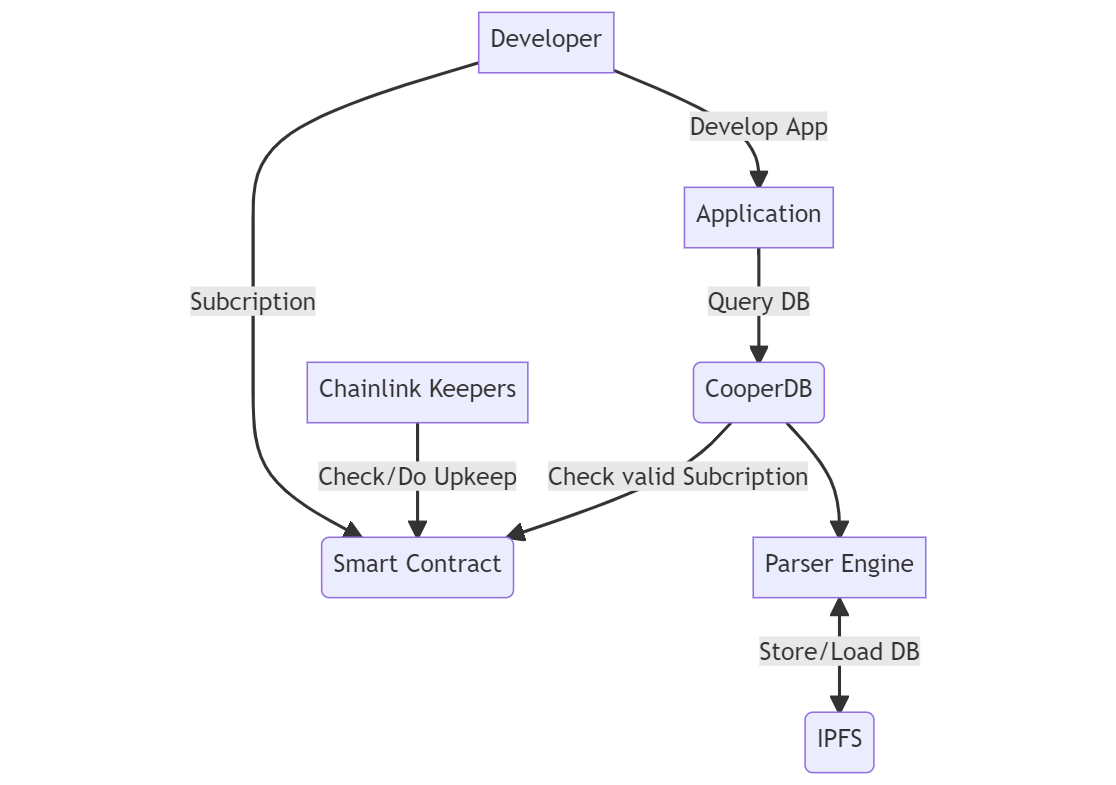 Developer
Develop App
Application
Subcription
Query DB
Chainlink Keepers
CooperDB
Check/Do Upkeep
Check valid Subcription
Smart Contract
Parser Engine
Store/Load DB
IPFS